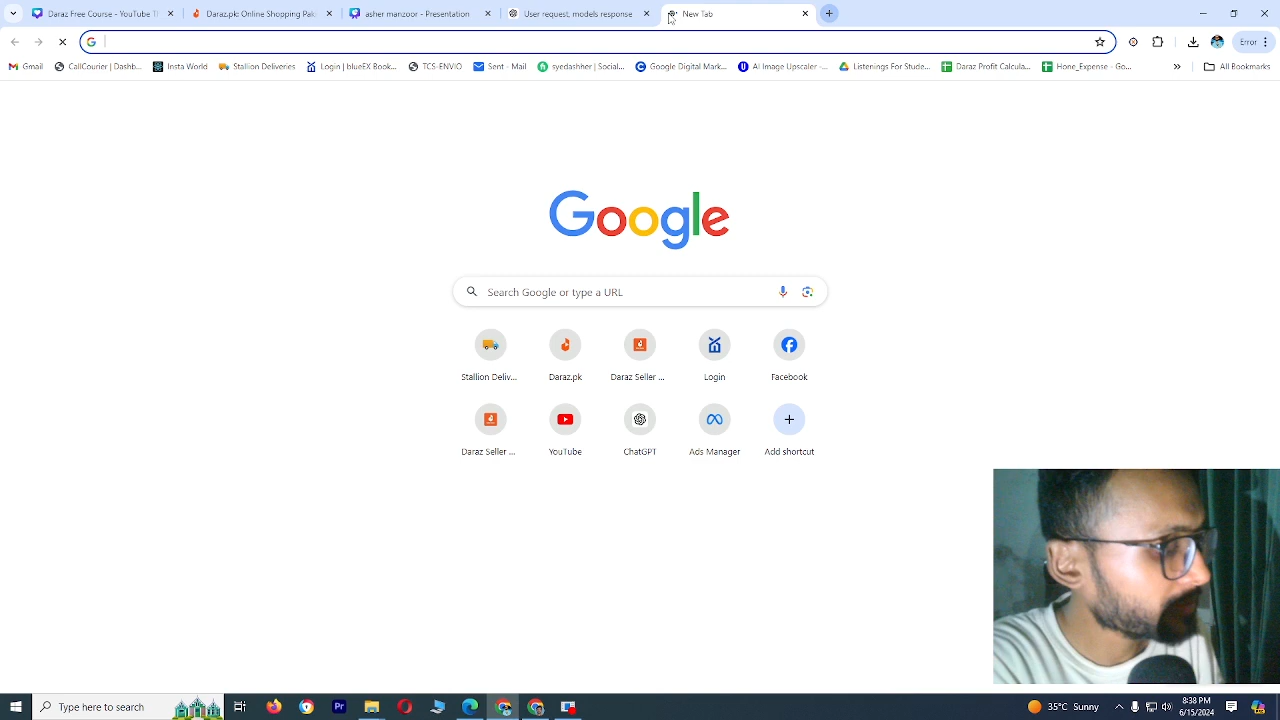 Daraz Free Course - YouTube Th
Daraz.pk Online Shopping Paki
asher manzoor - Presentation
User request, models response
New Tab
Error
Gmail
CallCourier | Dashb...
Insta World
Stallion Deliveries
Login | blueEX Book...
TCS-ENVIO
Sent - Mail
syedashher | Social...
Google Digital Mark...
AI Image Upscaler -...
Listenings For Stude...
Daraz Profit Calcula...
Hone_Expense - Go...
All Bookmarks
Google
Search Google or type a URL
Stallion Deliv...
Daraz.pk
Daraz Seller ...
Login
Facebook
Daraz Seller ...
YouTube
ChatGPT
Ads Manager
Add shortcut
Type here to search
35°C Sunny
8:38 PM
6/15/2024